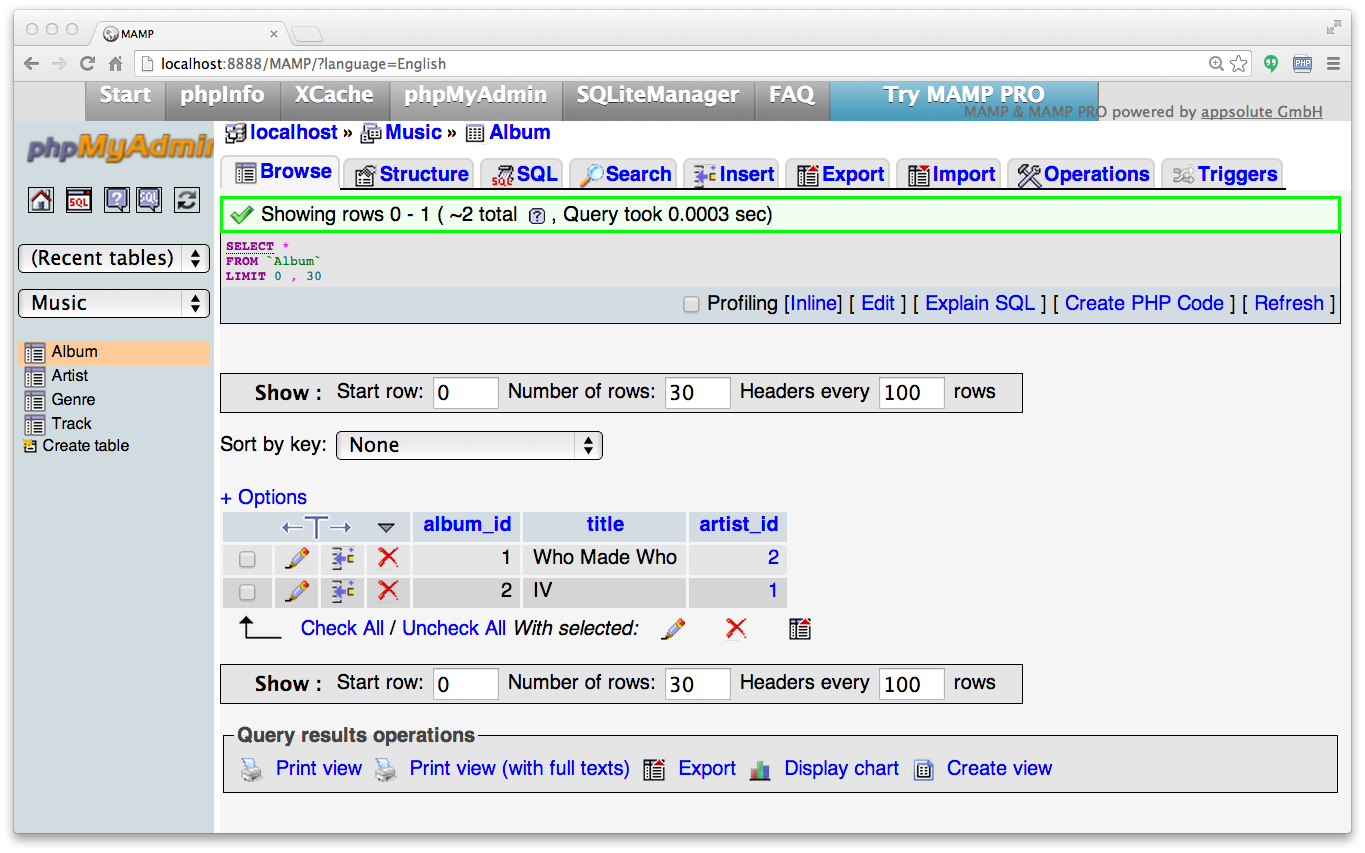 MAMP
localhost:8888/MAMP/?language=English
PHP
Start phpInfo XCache phpMyAdmin SQLiteManager FAQ Try MAMP PRO
MAMP & MAMP PRO powered by appsolute GmbH
phpMyAdmin
localhost » Music » Album
Browse Structure SQL Search Insert Export Import Operations Triggers
SQL ? SQL
Showing rows 0 - 1 ( ~2 total ? , Query took 0.0003 sec)
SELECT *
FROM `Album`
LIMIT 0 , 30
Profiling [Inline] [ Edit ] [ Explain SQL ] [ Create PHP Code ] [ Refresh ]
(Recent tables)
Music
Album
Artist
Genre
Track
Create table
Show : Start row: 0 Number of rows: 30 Headers every 100 rows
Sort by key: None
+ Options
←T→ album_id title artist_id
1 Who Made Who 2
2 IV 1
Check All / Uncheck All With selected:
Show : Start row: 0 Number of rows: 30 Headers every 100 rows
Query results operations
Print view Print view (with full texts) Export Display chart Create view